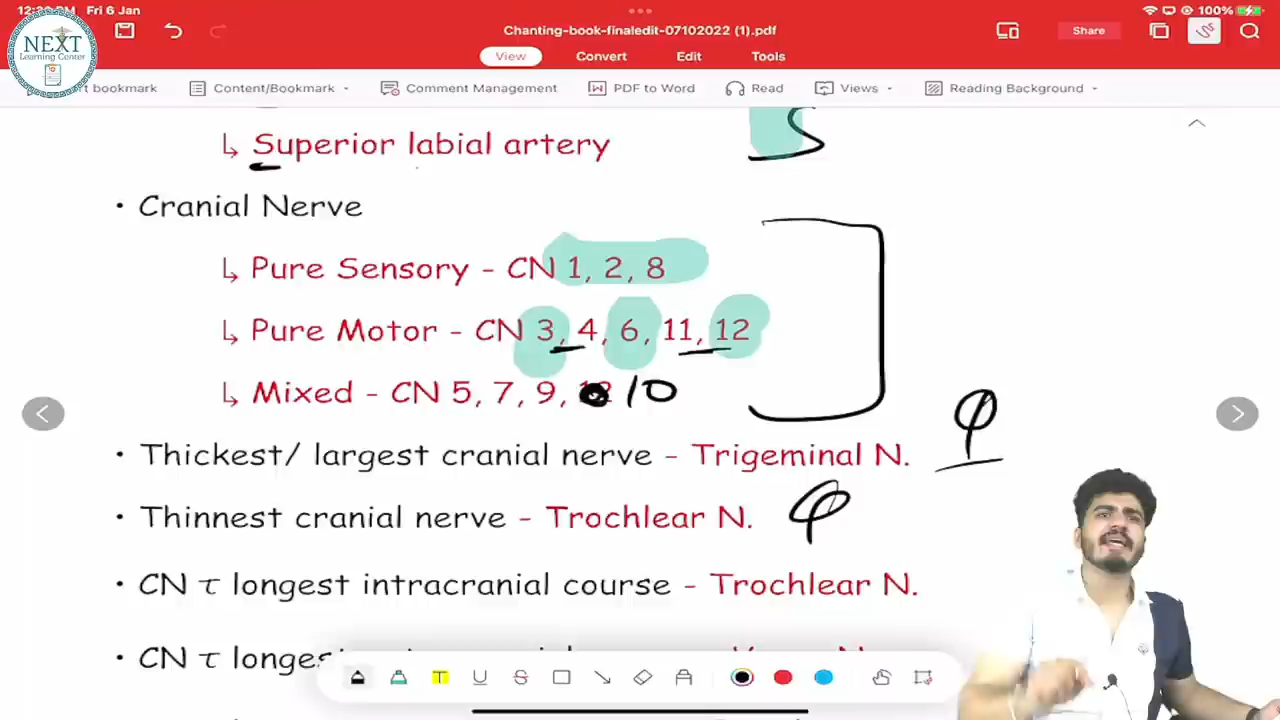 12:20 PM Fri 6 Jan
100%
NEXT
Learning Center
Chanting-book-finaledit-07102022 (1).pdf
Share
View Convert Edit Tools
bookmark Content/Bookmark Comment Management PDF to Word Read Views Reading Background
↳ Superior labial artery
S
• Cranial Nerve
↳ Pure Sensory - CN 1, 2, 8
↳ Pure Motor - CN 3, 4, 6, 11, 12
↳ Mixed - CN 5, 7, 9, 10
• Thickest/ largest cranial nerve - Trigeminal N.
• Thinnest cranial nerve - Trochlear N.
• CN τ longest intracranial course - Trochlear N.
• CN τ longest
T U S A